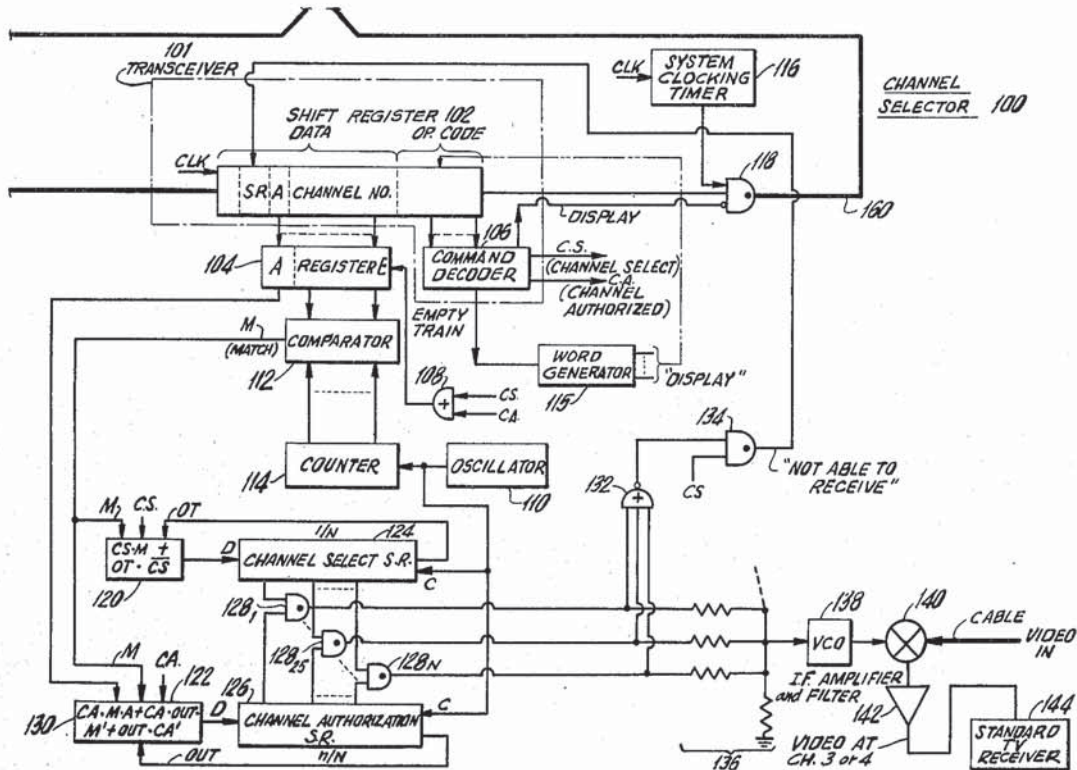 101
TRANSCEIVER
CLK
SYSTEM
CLOCKING
TIMER
116
CHANNEL
SELECTOR 100
SHIFT REGISTER 102
DATA
OP. CODE
CLK
S.R. A CHANNEL NO.
118
DISPLAY
160
106
104
A REGISTER E
COMMAND
DECODER
C.S.
(CHANNEL SELECT)
C.A.
(CHANNEL
AUTHORIZED)
EMPTY
TRAIN
M
(MATCH)
COMPARATOR
112
108
CS.
CA.
WORD
GENERATOR
115
"DISPLAY"
134
COUNTER
114
OSCILLATOR
110
132
CS
"NOT ABLE TO
RECEIVE"
M
C.S.
OT
1/N
124
CS·M +
OT·CS
120
D
CHANNEL SELECT S.R.
C
128 1
128 25
128 N
138
VCO
140
CABLE
VIDEO
IN
I.F. AMPLIFIER
and FILTER
142
M
CA.
122
130
CA·M·A+CA·OUT·
M'+OUT·CA'
D
126
CHANNEL AUTHORIZATION
S.R.
C
n/N
OUT
136
VIDEO AT
CH. 3 or 4
144
STANDARD
TV
RECEIVER